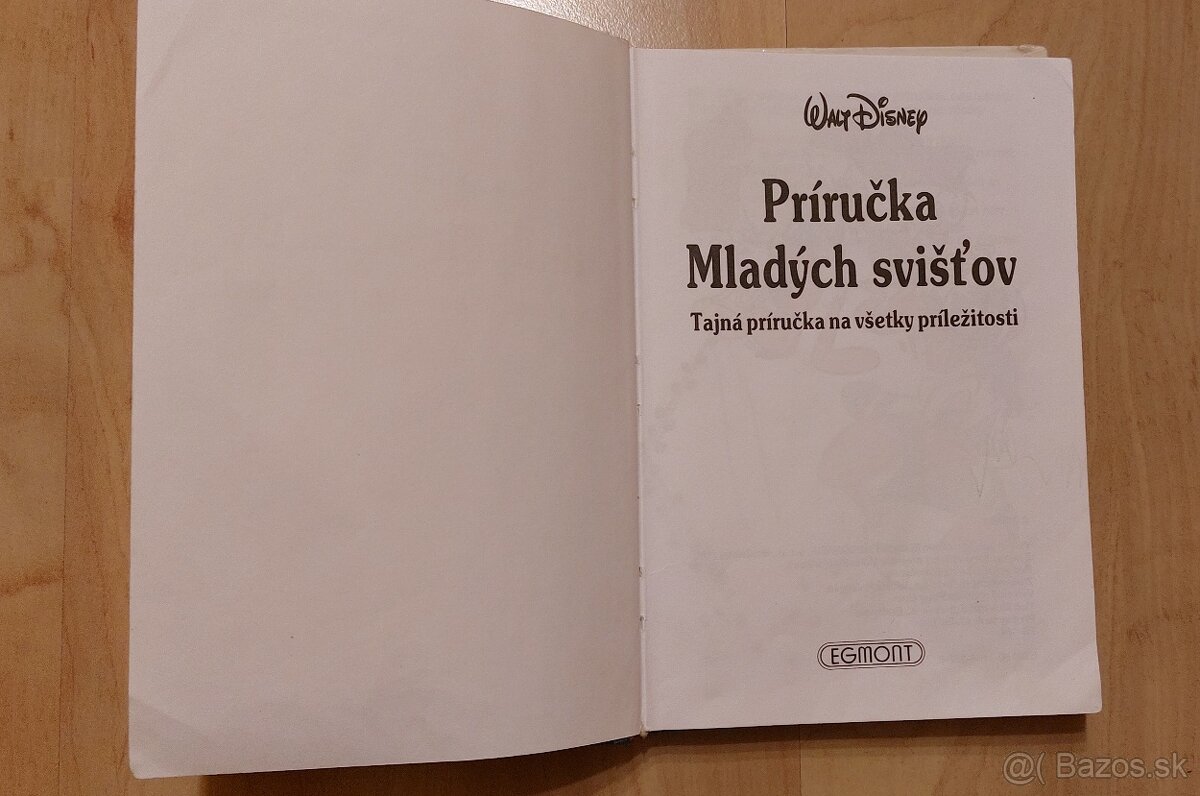 Walt Disney
Príručka
Mladých svišťov
Tajná príručka na všetky príležitosti
EGMONT
@( Bazos.sk